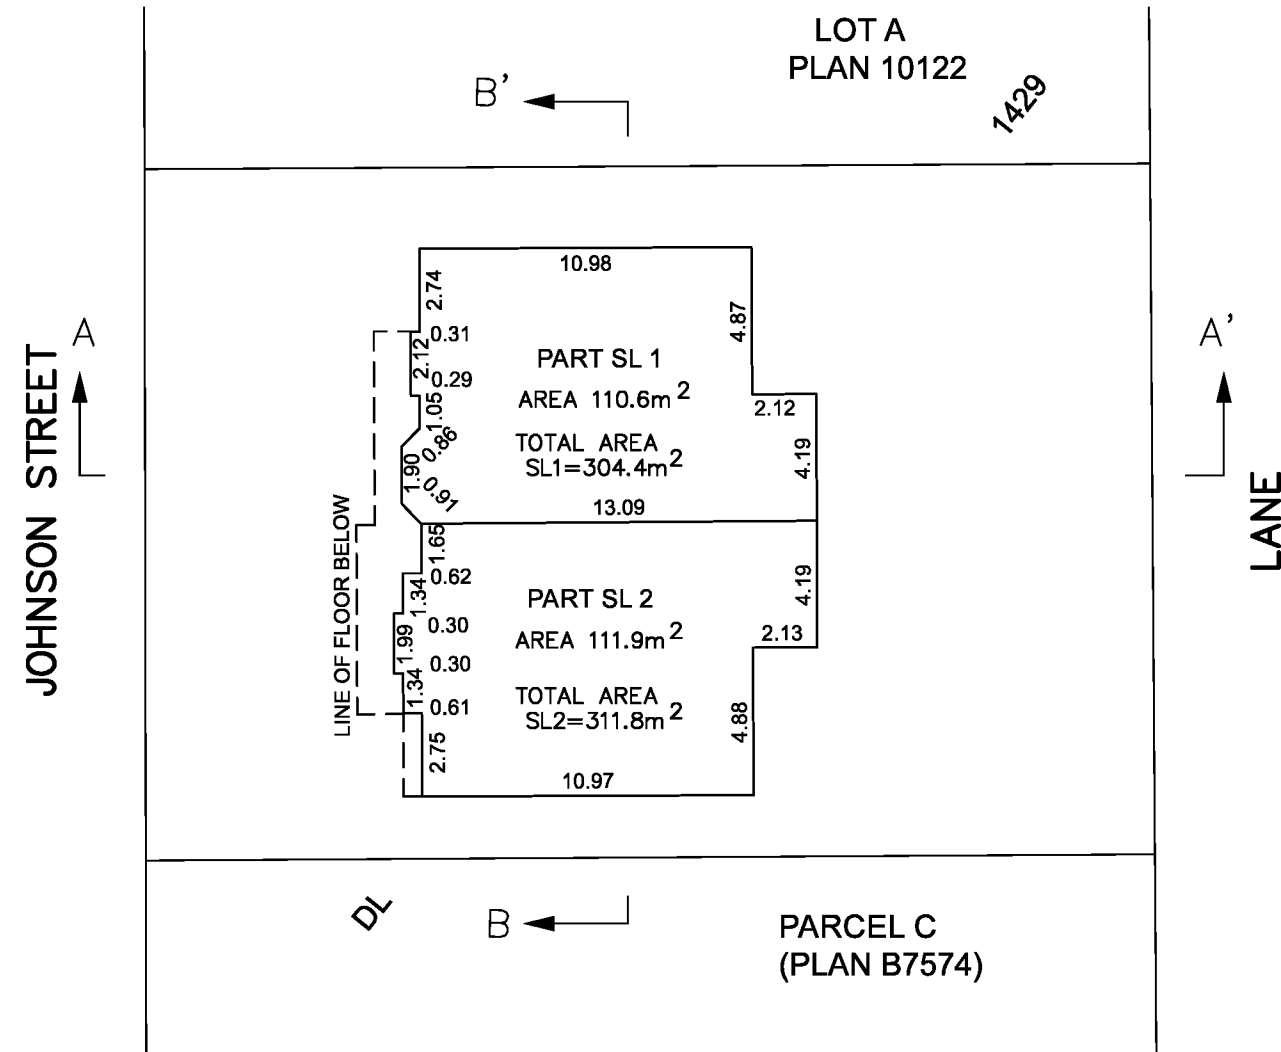 LOT A
PLAN 10122
1429
B'
10.98
2.74
4.87
0.31
2.12
0.29
1.05
0.86
1.90
0.91
PART SL 1
AREA 110.6m2
TOTAL AREA
SL1=304.4m2
2.12
4.19
13.09
A
A'
JOHNSON STREET
LANE
LINE OF FLOOR BELOW
1.65
0.62
1.34
0.30
1.99
0.30
1.34
0.61
2.75
PART SL 2
AREA 111.9m2
TOTAL AREA
SL2=311.8m2
4.19
2.13
4.88
10.97
DL
B
PARCEL C
(PLAN B7574)